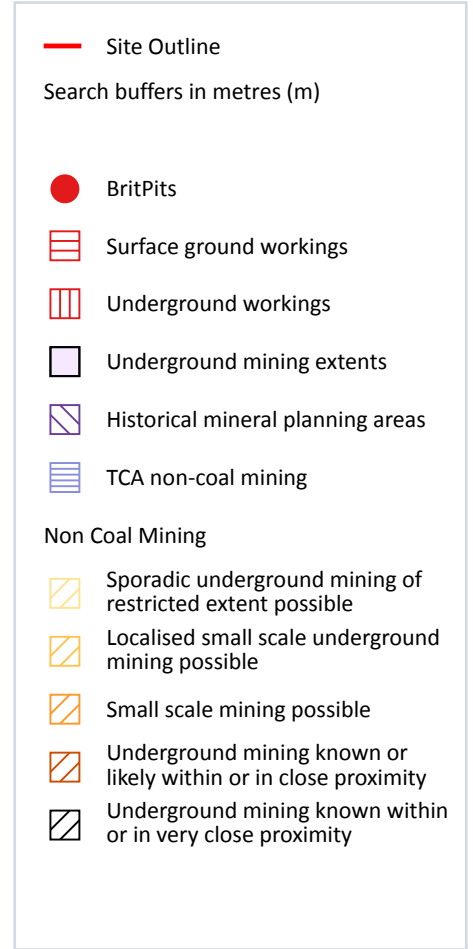 Site Outline
Search buffers in metres (m)
BritPits
Surface ground workings
Underground workings
Underground mining extents
Historical mineral planning areas
TCA non-coal mining
Non Coal Mining
Sporadic underground mining of
restricted extent possible
Localised small scale underground
mining possible
Small scale mining possible
Underground mining known or
likely within or in close proximity
Underground mining known within
or in very close proximity